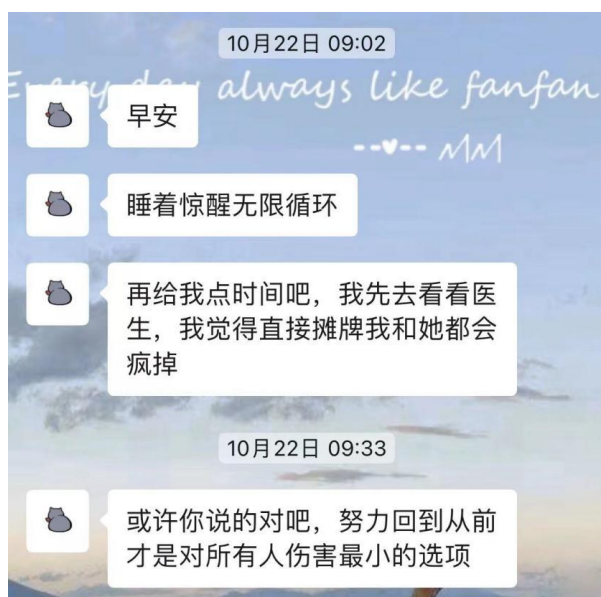 10月22日 09:02
Every day always like fanfan
早安
--♥-- MM
睡着惊醒无限循环
再给我点时间吧，我先去看看医
生，我觉得直接摊牌我和她都会
疯掉
10月22日 09:33
或许你说的对吧，努力回到从前
才是对所有人伤害最小的选项